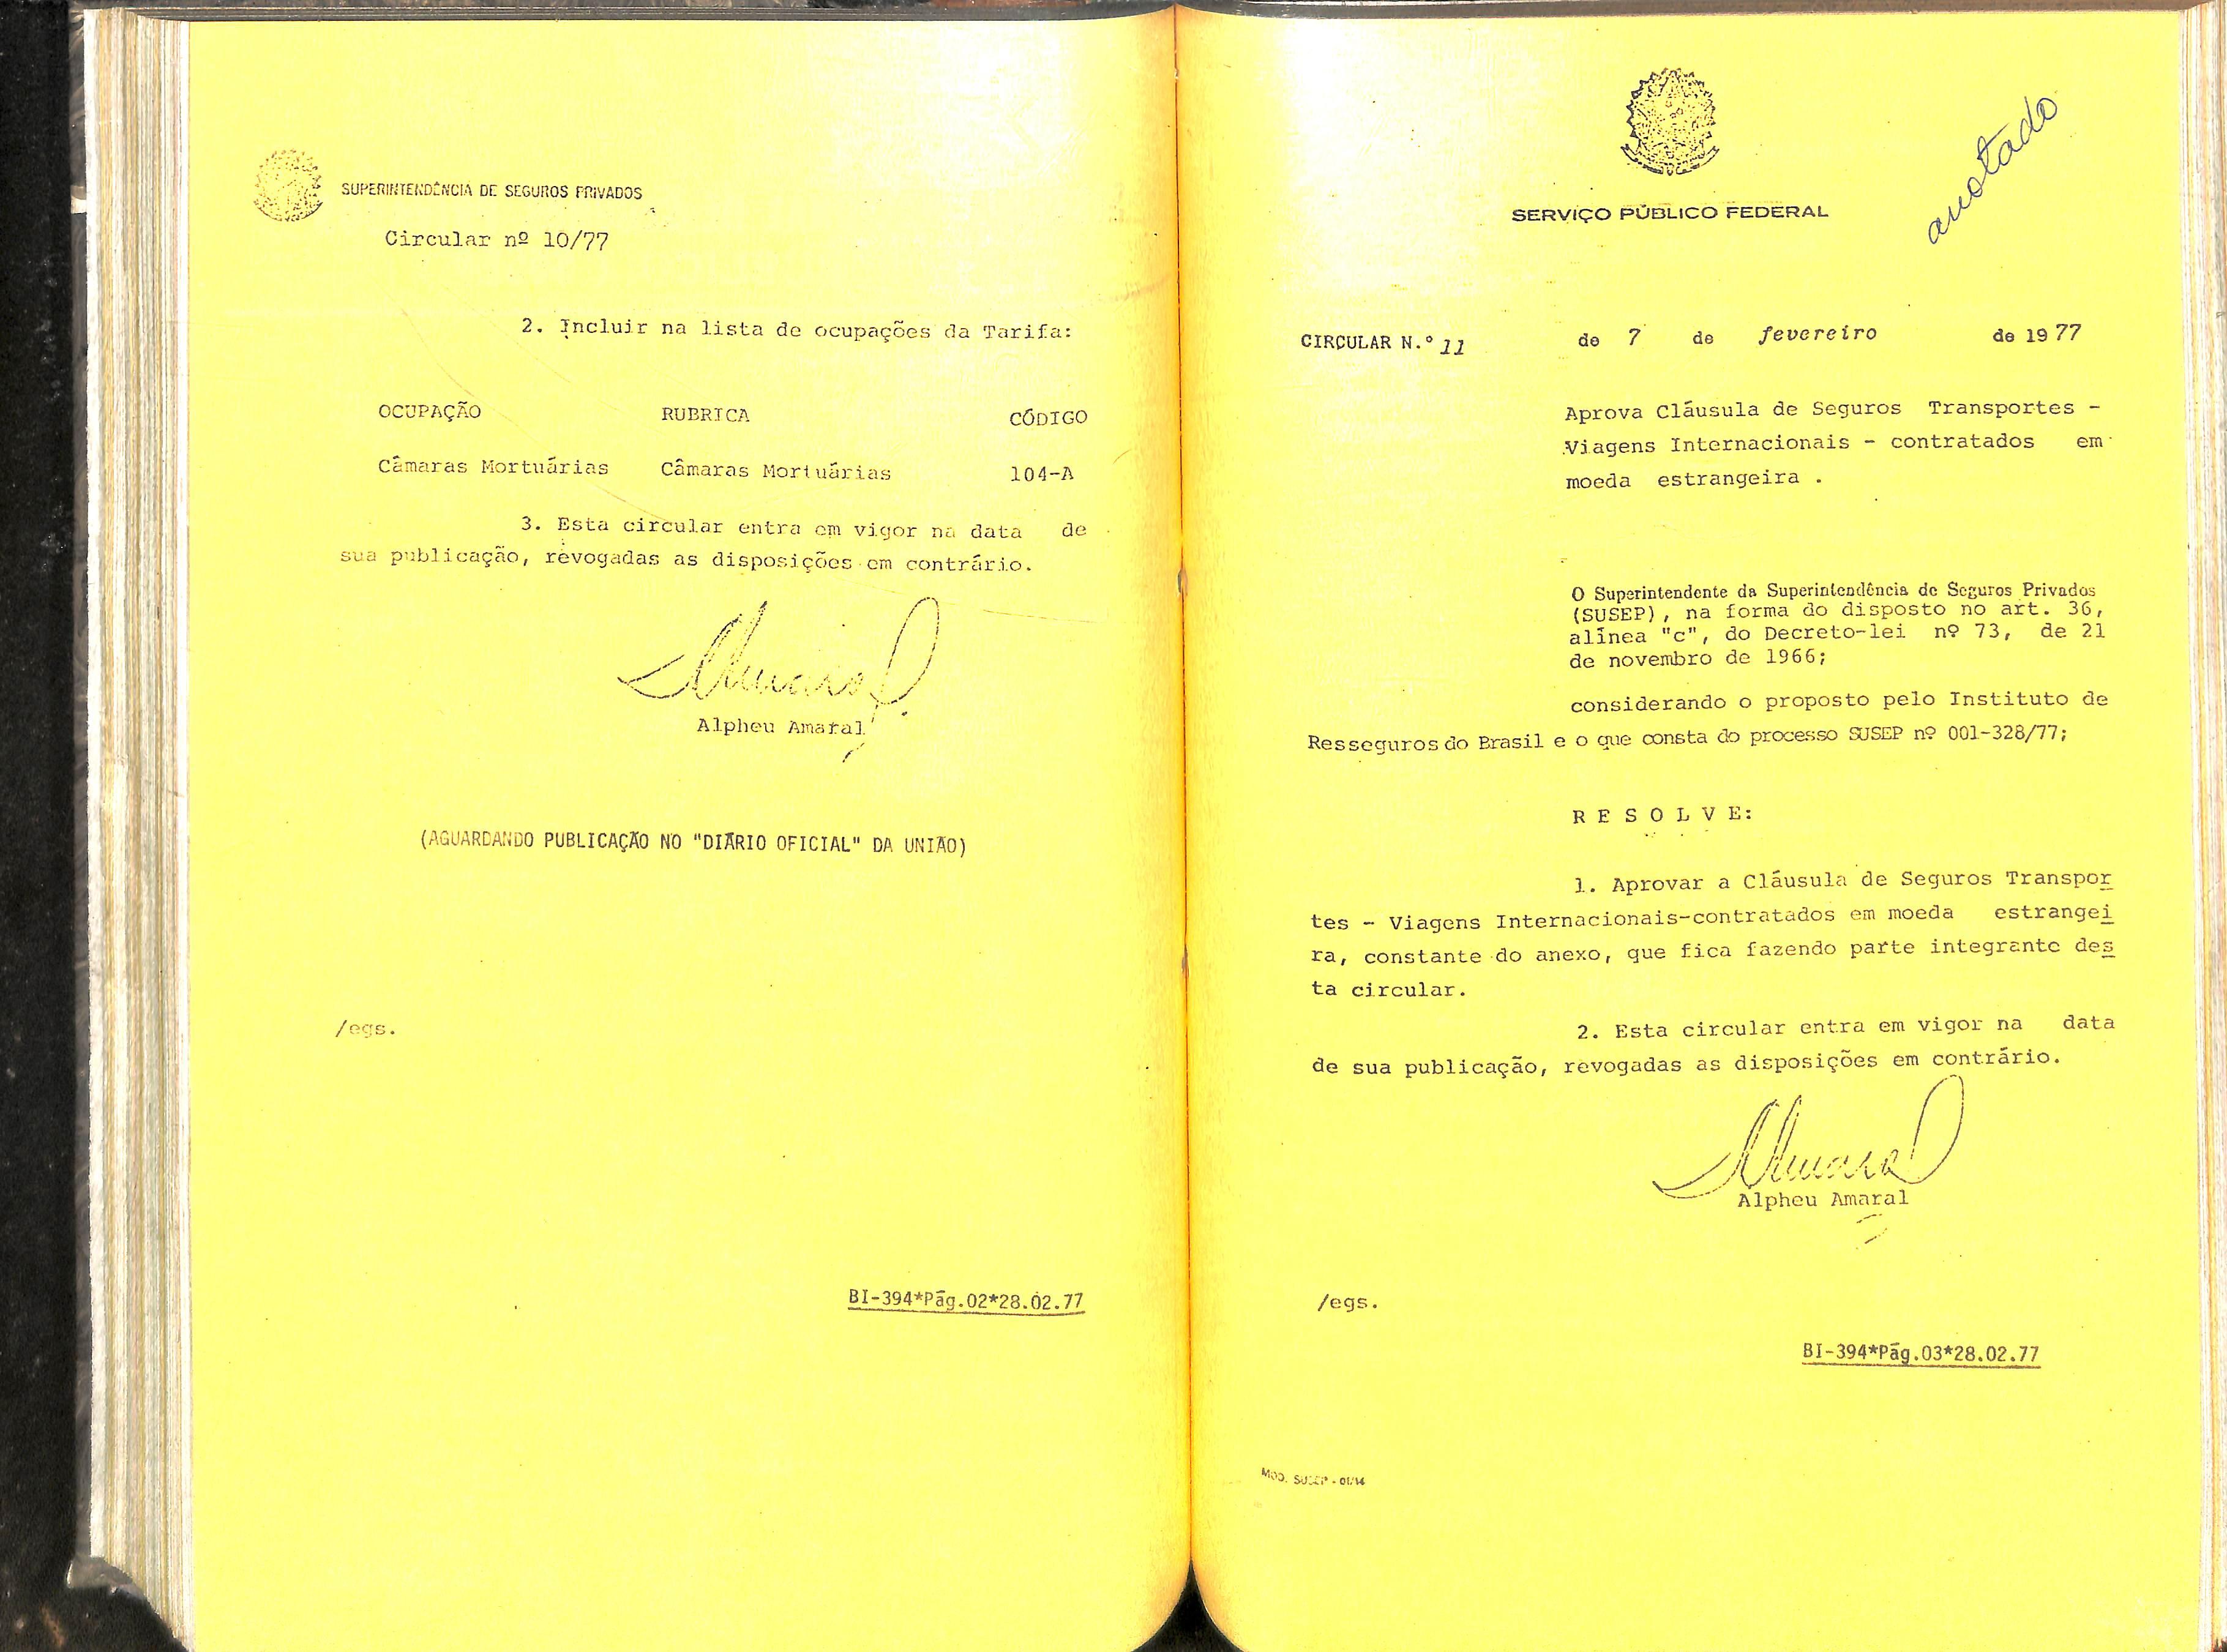 SUPERINTENDÊNCIA DE SEGUROS PRIVADOS
Circular nº 10/77
2. Incluir na lista de ocupações da Tarifa:
OCUPAÇÃO RUBRICA CÓDIGO
Câmaras Mortuárias Câmaras Mortuárias 104-A
3. Esta circular entra em vigor na data de
sua publicação, revogadas as disposições em contrário.
Amaral
Alpheu Amaral
(AGUARDANDO PUBLICAÇÃO NO "DIÁRIO OFICIAL" DA UNIÃO)
/egs.
BI-394*Pág.02*28.02.77
anotado
SERVIÇO PÚBLICO FEDERAL
CIRCULAR N.º 11 de 7 de fevereiro de 1977
Aprova Cláusula de Seguros Transportes -
Viagens Internacionais - contratados em
moeda estrangeira .
O Superintendente da Superintendência de Seguros Privados
(SUSEP), na forma do disposto no art. 36,
alínea "c", do Decreto-lei nº 73, de 21
de novembro de 1966;
considerando o proposto pelo Instituto de
Resseguros do Brasil e o que consta do processo SUSEP nº 001-328/77;
R E S O L V E:
1. Aprovar a Cláusula de Seguros Transpor
tes - Viagens Internacionais-contratados em moeda estrangei
ra, constante do anexo, que fica fazendo parte integrante des
ta circular.
2. Esta circular entra em vigor na data
de sua publicação, revogadas as disposições em contrário.
Amaral
Alpheu Amaral
/egs.
BI-394*Pág.03*28.02.77
MOD. SUSEP -